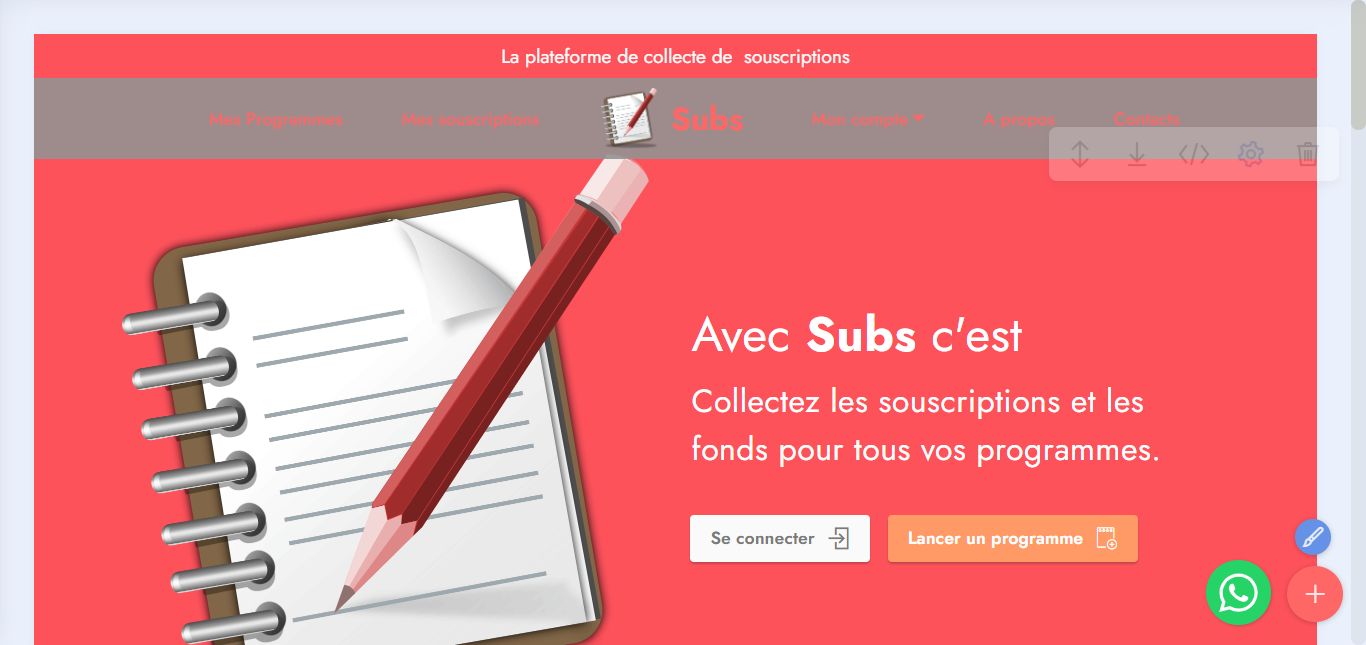 La plateforme de collecte de souscriptions
Mes Programmes Mes souscriptions Subs Mon compte A propos Contacts
Avec Subs c'est
Collectez les souscriptions et les
fonds pour tous vos programmes.
Se connecter Lancer un programme